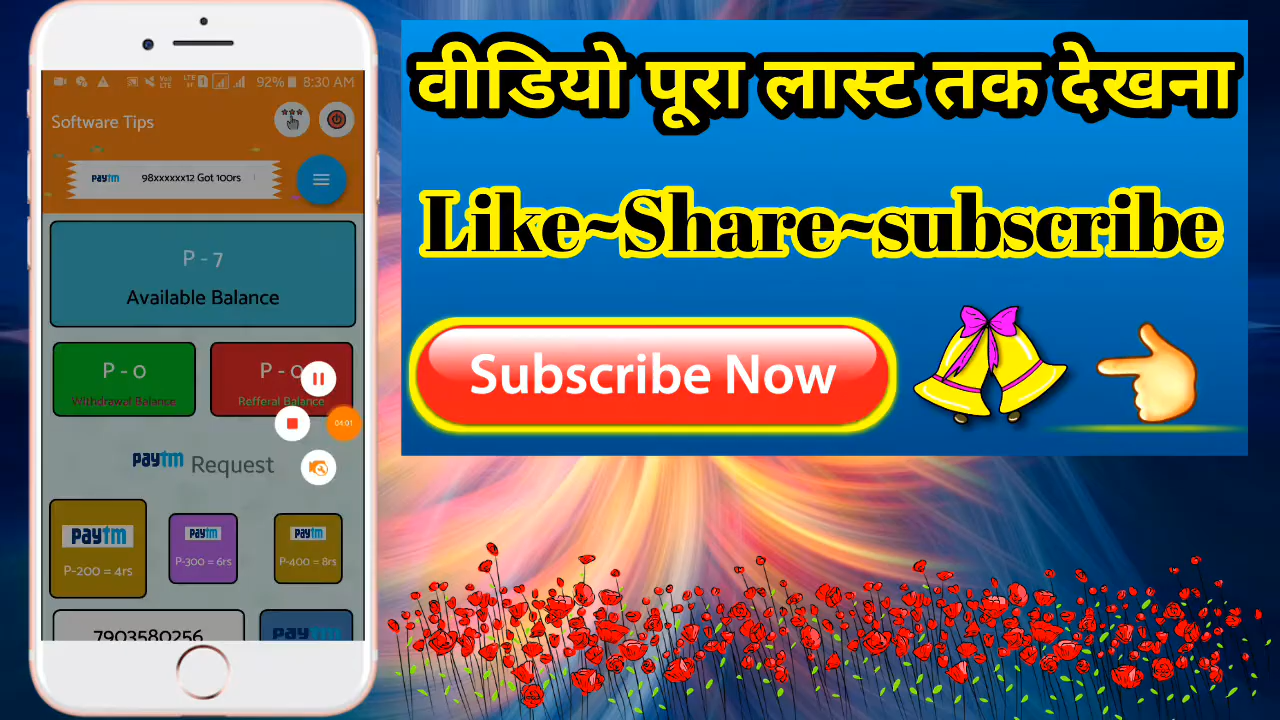 92% 8:30 AM
Software Tips
paytm 98xxxxxx12 Got 100rs
P - 7
Available Balance
P - 0
Withdrawal Balance
P - 0
Refferal Balance
04:01
paytm Request
paytm
P-200 = 4rs
paytm
P-300 = 6rs
paytm
P-400 = 8rs
7903580256
paytm
वीडियो पूरा लास्ट तक देखना
Like~Share~subscribe
Subscribe Now